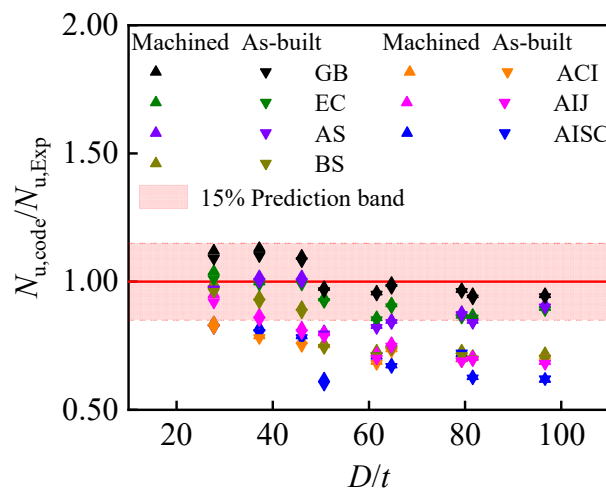 2.00
Machined As-built Machined As-built
GB ACI
EC AIJ
AS AISC
BS
1.50
15% Prediction band
1.00
0.50
N_u,code/N_u,Exp
20 40 60 80 100
D/t